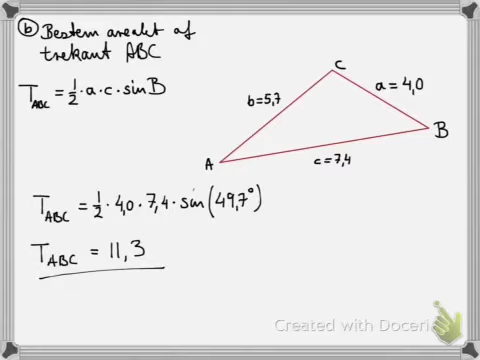 b Bestem arealet af
trekant ABC
T_ABC = 1/2 · a · c · sin B
C
a = 4,0
b = 5,7
B
A
c = 7,4
T_ABC = 1/2 · 4,0 · 7,4 · sin(49,7°)
T_ABC = 11,3
Created with Doceri